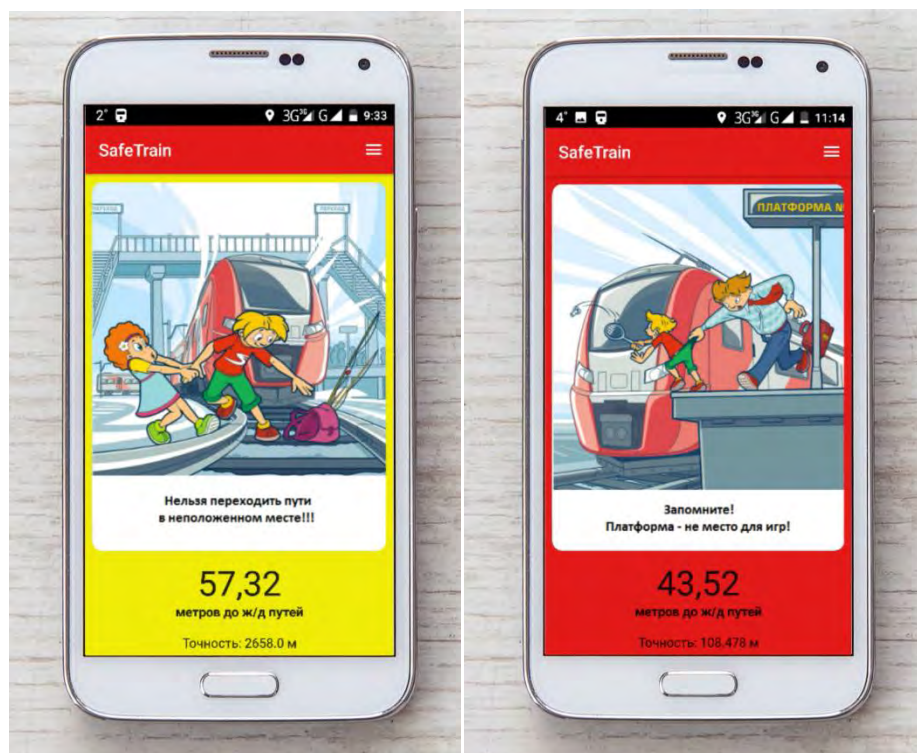 2° 3G 3G G 9:33
SafeTrain
Нельзя переходить пути
в неположенном месте!!!
57,32
метров до ж/д путей
Точность: 2658.0 м
4° 3G 3G G 11:14
SafeTrain
ПЛАТФОРМА №
Запомните!
Платформа - не место для игр!
43,52
метров до ж/д путей
Точность: 108.478 м